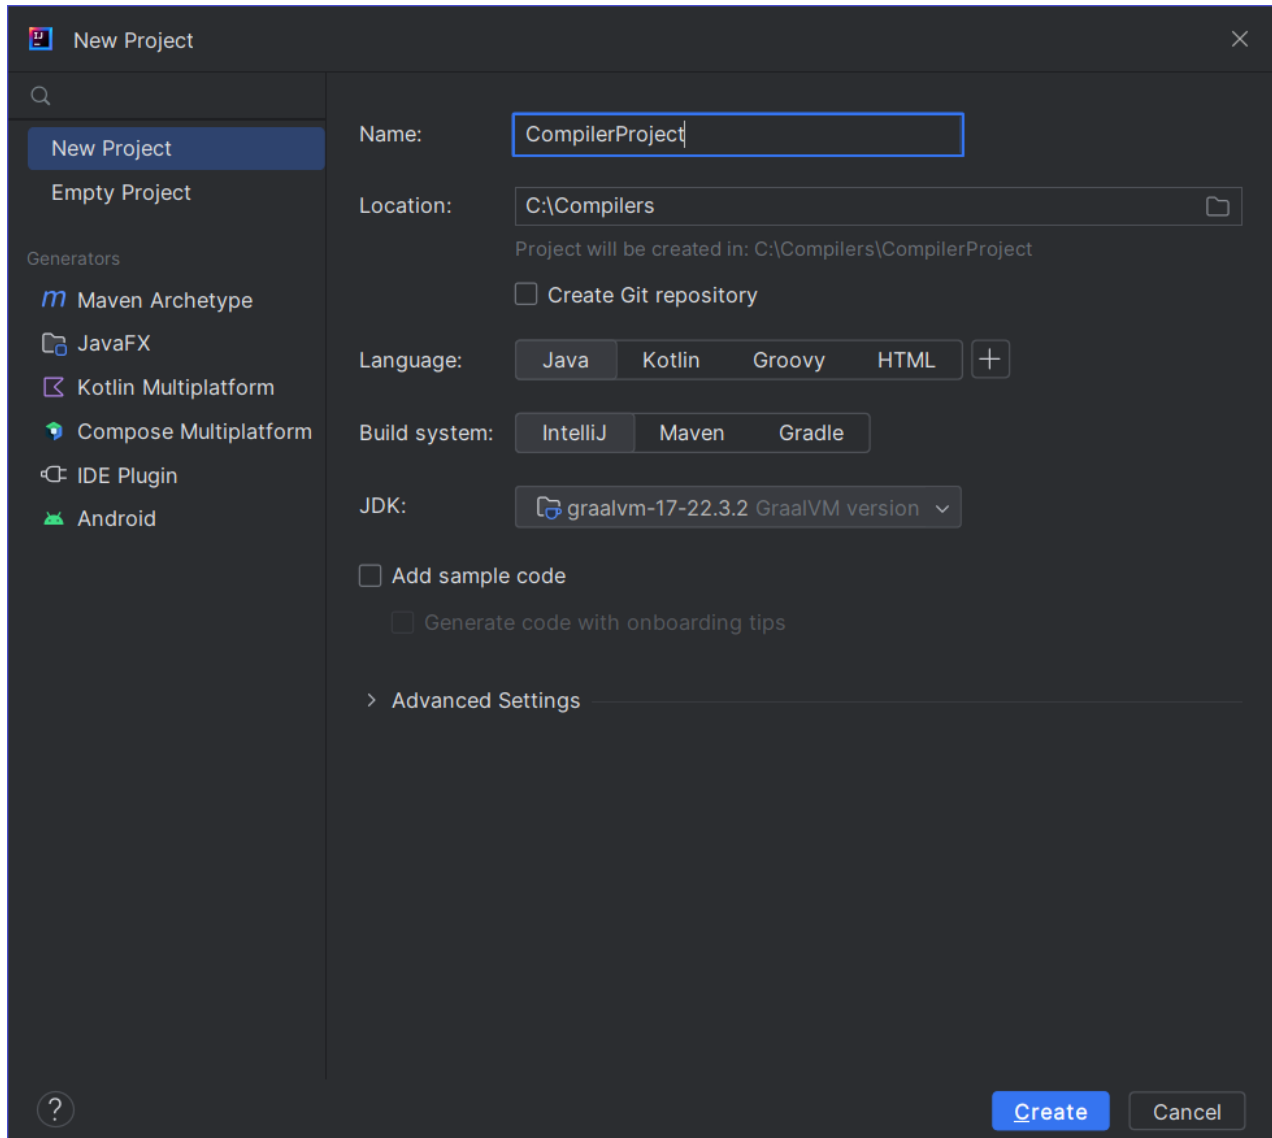 New Project
New Project
Empty Project
Generators
Maven Archetype
JavaFX
Kotlin Multiplatform
Compose Multiplatform
IDE Plugin
Android
Name: CompilerProject
Location: C:\Compilers
Project will be created in: C:\Compilers\CompilerProject
Create Git repository
Language: Java Kotlin Groovy HTML
Build system: IntelliJ Maven Gradle
JDK: graalvm-17-22.3.2 GraalVM version
Add sample code
Generate code with onboarding tips
Advanced Settings
? Create Cancel